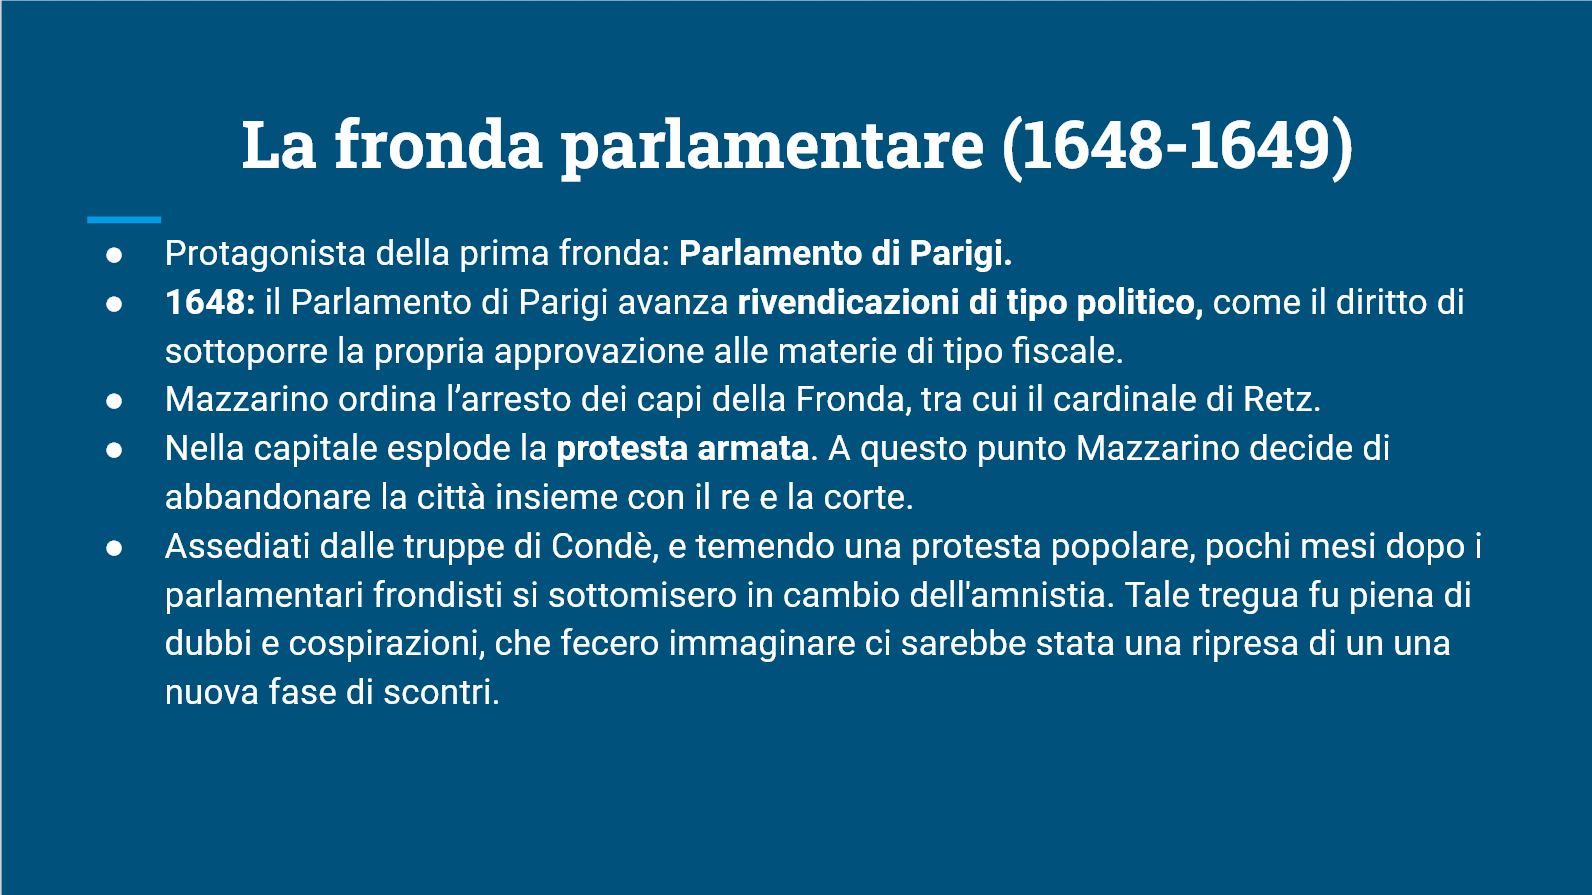 La fronda parlamentare (1648-1649)
● Protagonista della prima fronda: Parlamento di Parigi.
● 1648: il Parlamento di Parigi avanza rivendicazioni di tipo politico, come il diritto di
sottoporre la propria approvazione alle materie di tipo fiscale.
● Mazzarino ordina l’arresto dei capi della Fronda, tra cui il cardinale di Retz.
● Nella capitale esplode la protesta armata. A questo punto Mazzarino decide di
abbandonare la città insieme con il re e la corte.
● Assediati dalle truppe di Condè, e temendo una protesta popolare, pochi mesi dopo i
parlamentari frondisti si sottomisero in cambio dell'amnistia. Tale tregua fu piena di
dubbi e cospirazioni, che fecero immaginare ci sarebbe stata una ripresa di un una
nuova fase di scontri.